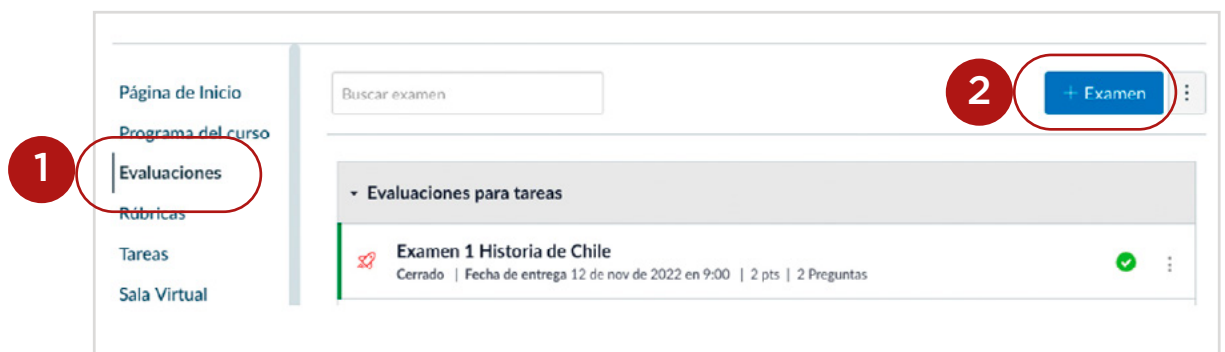 Página de Inicio
Programa del curso
Evaluaciones
Rúbricas
Tareas
Sala Virtual
1
Buscar examen
2
+ Examen
Evaluaciones para tareas
Examen 1 Historia de Chile
Cerrado | Fecha de entrega 12 de nov de 2022 en 9:00 | 2 pts | 2 Preguntas